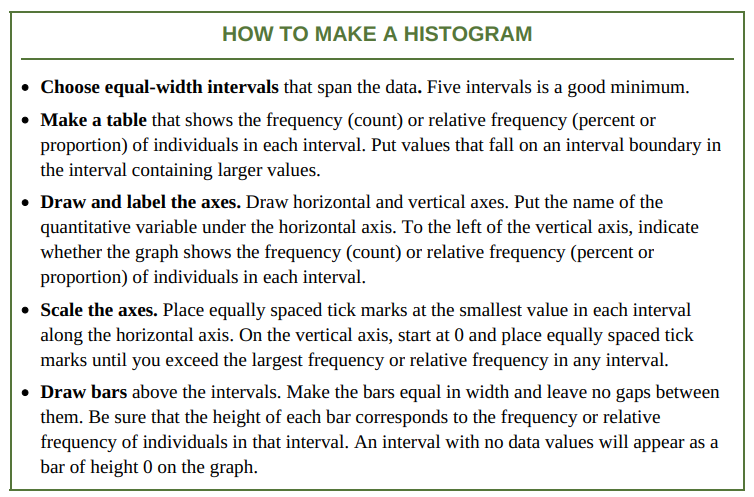 HOW TO MAKE A HISTOGRAM
• Choose equal-width intervals that span the data. Five intervals is a good minimum.
• Make a table that shows the frequency (count) or relative frequency (percent or
proportion) of individuals in each interval. Put values that fall on an interval boundary in
the interval containing larger values.
• Draw and label the axes. Draw horizontal and vertical axes. Put the name of the
quantitative variable under the horizontal axis. To the left of the vertical axis, indicate
whether the graph shows the frequency (count) or relative frequency (percent or
proportion) of individuals in each interval.
• Scale the axes. Place equally spaced tick marks at the smallest value in each interval
along the horizontal axis. On the vertical axis, start at 0 and place equally spaced tick
marks until you exceed the largest frequency or relative frequency in any interval.
• Draw bars above the intervals. Make the bars equal in width and leave no gaps between
them. Be sure that the height of each bar corresponds to the frequency or relative
frequency of individuals in that interval. An interval with no data values will appear as a
bar of height 0 on the graph.